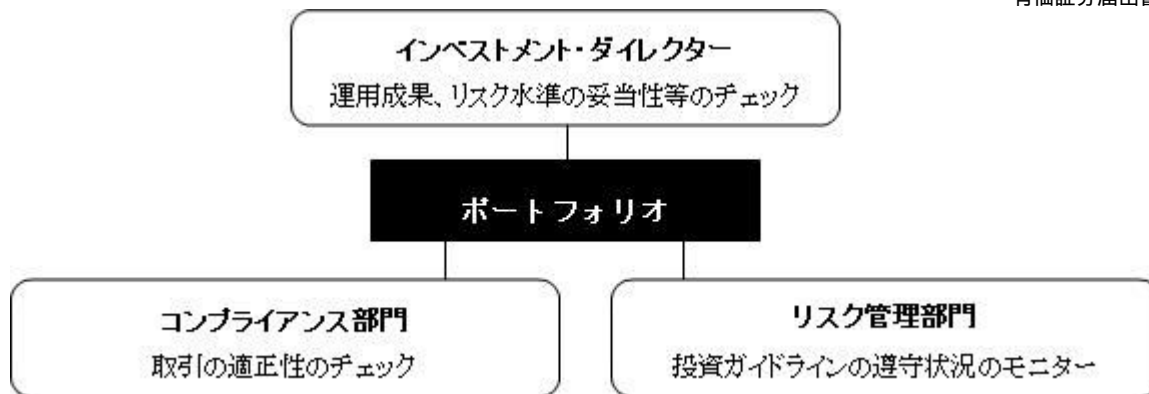 インベストメント・ダイレクター
運用成果、リスク水準の妥当性等のチェック
ポートフォリオ
コンプライアンス部門
取引の適正性のチェック
リスク管理部門
投資ガイドラインの遵守状況のモニター